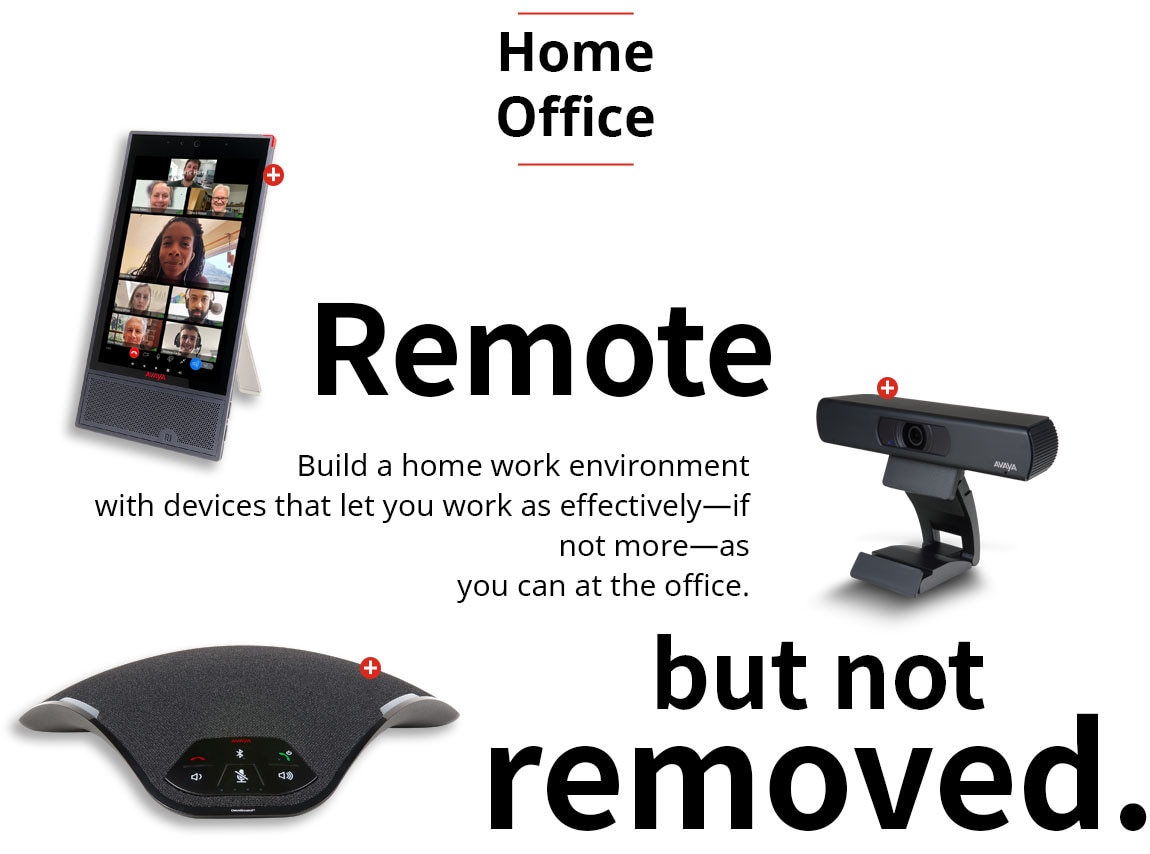 Home
Office
Remote
AVAYA
Build a home work environment
with devices that let you work as effectively—if
not more—as
you can at the office.
AVAYA
but not
removed.
AVAYA